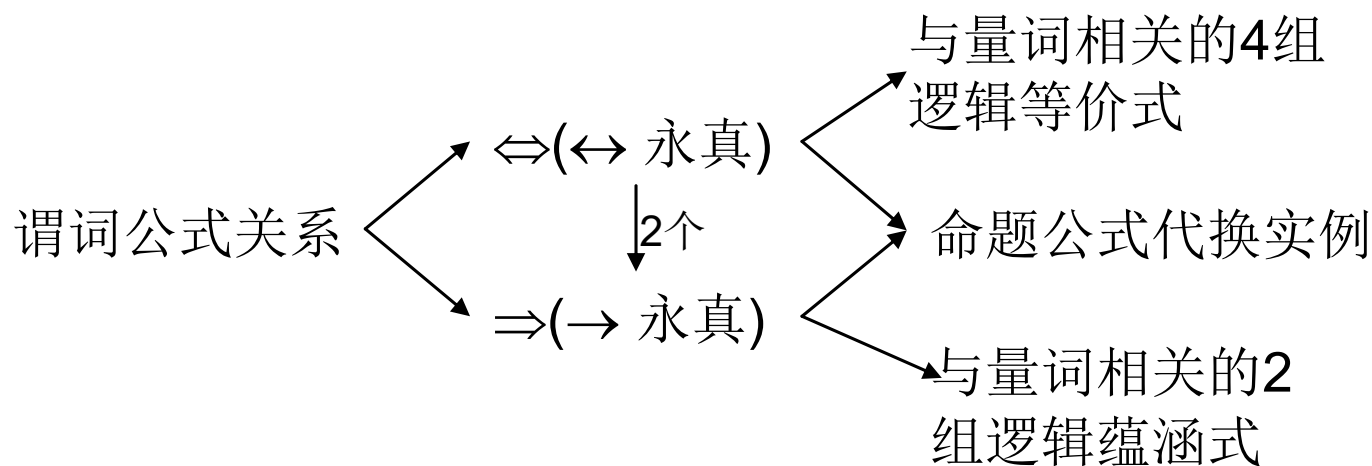 与量词相关的4组
逻辑等价式
⇔(↔ 永真)
谓词公式关系
2个
命题公式代换实例
⇒(→ 永真)
与量词相关的2
组逻辑蕴涵式